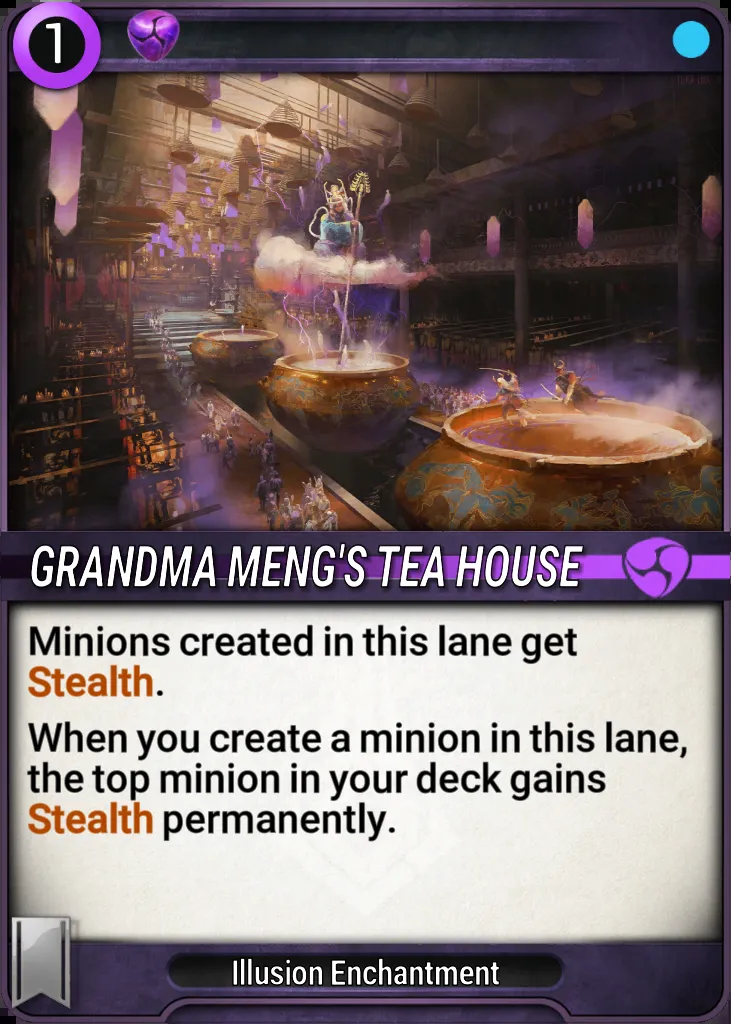 1
GRANDMA MENG'S TEA HOUSE
Minions created in this lane get
Stealth.
When you create a minion in this lane,
the top minion in your deck gains
Stealth permanently.
Illusion Enchantment